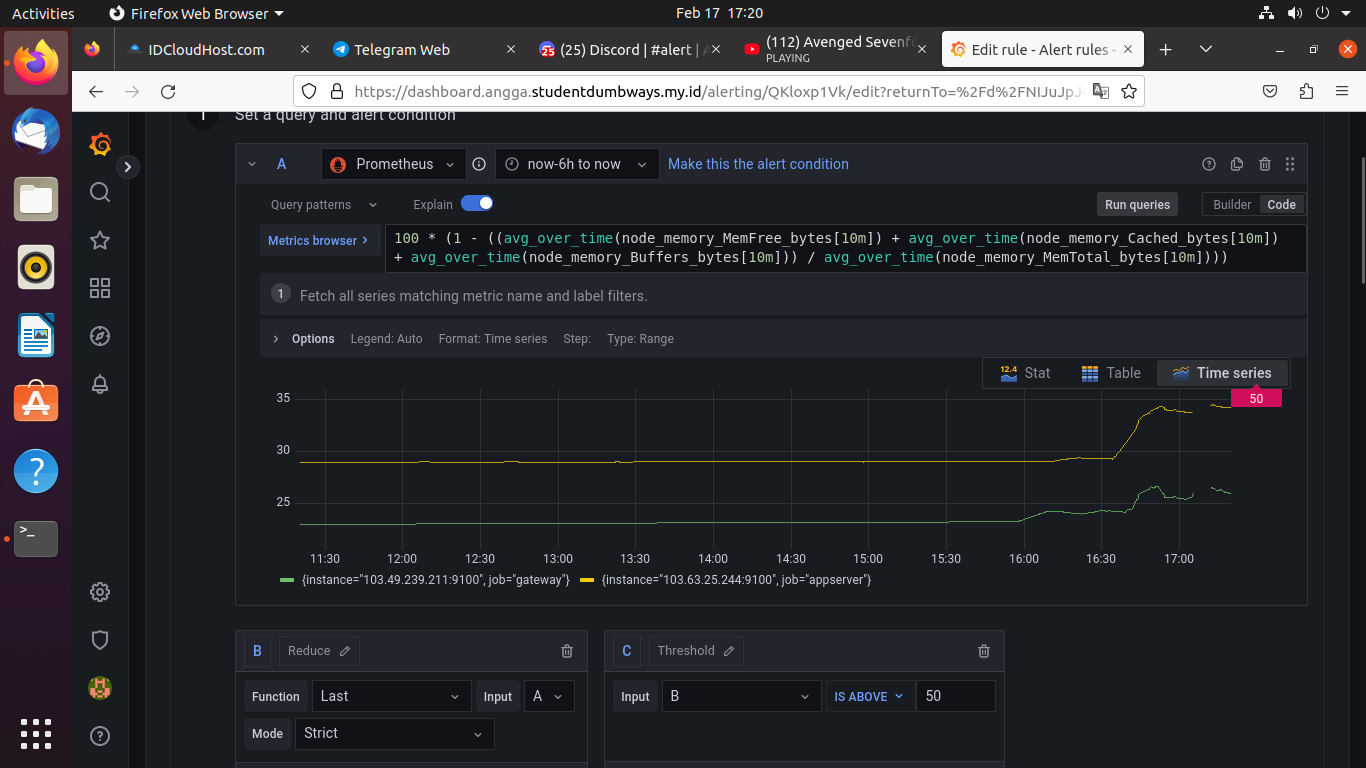 Activities
Firefox Web Browser
Feb 17 17:20
IDCloudHost.com
Telegram Web
25
(25) Discord | #alert |
(112) Avenged Sevenf
PLAYING
Edit rule - Alert rules -
https://dashboard.angga.studentdumbways.my.id/alerting/QKloxp1Vk/edit?returnTo=%2Fd%2FNIJuJpJ
1
Set a query and alert condition
A
Prometheus
now-6h to now
Make this the alert condition
Query patterns
Explain
Run queries
Builder
Code
Metrics browser >
100 * (1 - ((avg_over_time(node_memory_MemFree_bytes[10m]) + avg_over_time(node_memory_Cached_bytes[10m])
+ avg_over_time(node_memory_Buffers_bytes[10m])) / avg_over_time(node_memory_MemTotal_bytes[10m])))
1
Fetch all series matching metric name and label filters.
Options
Legend: Auto
Format: Time series
Step:
Type: Range
12.4
Stat
Table
Time series
50
35
30
25
11:30 12:00 12:30 13:00 13:30 14:00 14:30 15:00 15:30 16:00 16:30 17:00
{instance="103.49.239.211:9100", job="gateway"}
{instance="103.63.25.244:9100", job="appserver"}
B
Reduce
C
Threshold
Function
Last
Input
A
Input
B
IS ABOVE
50
Mode
Strict